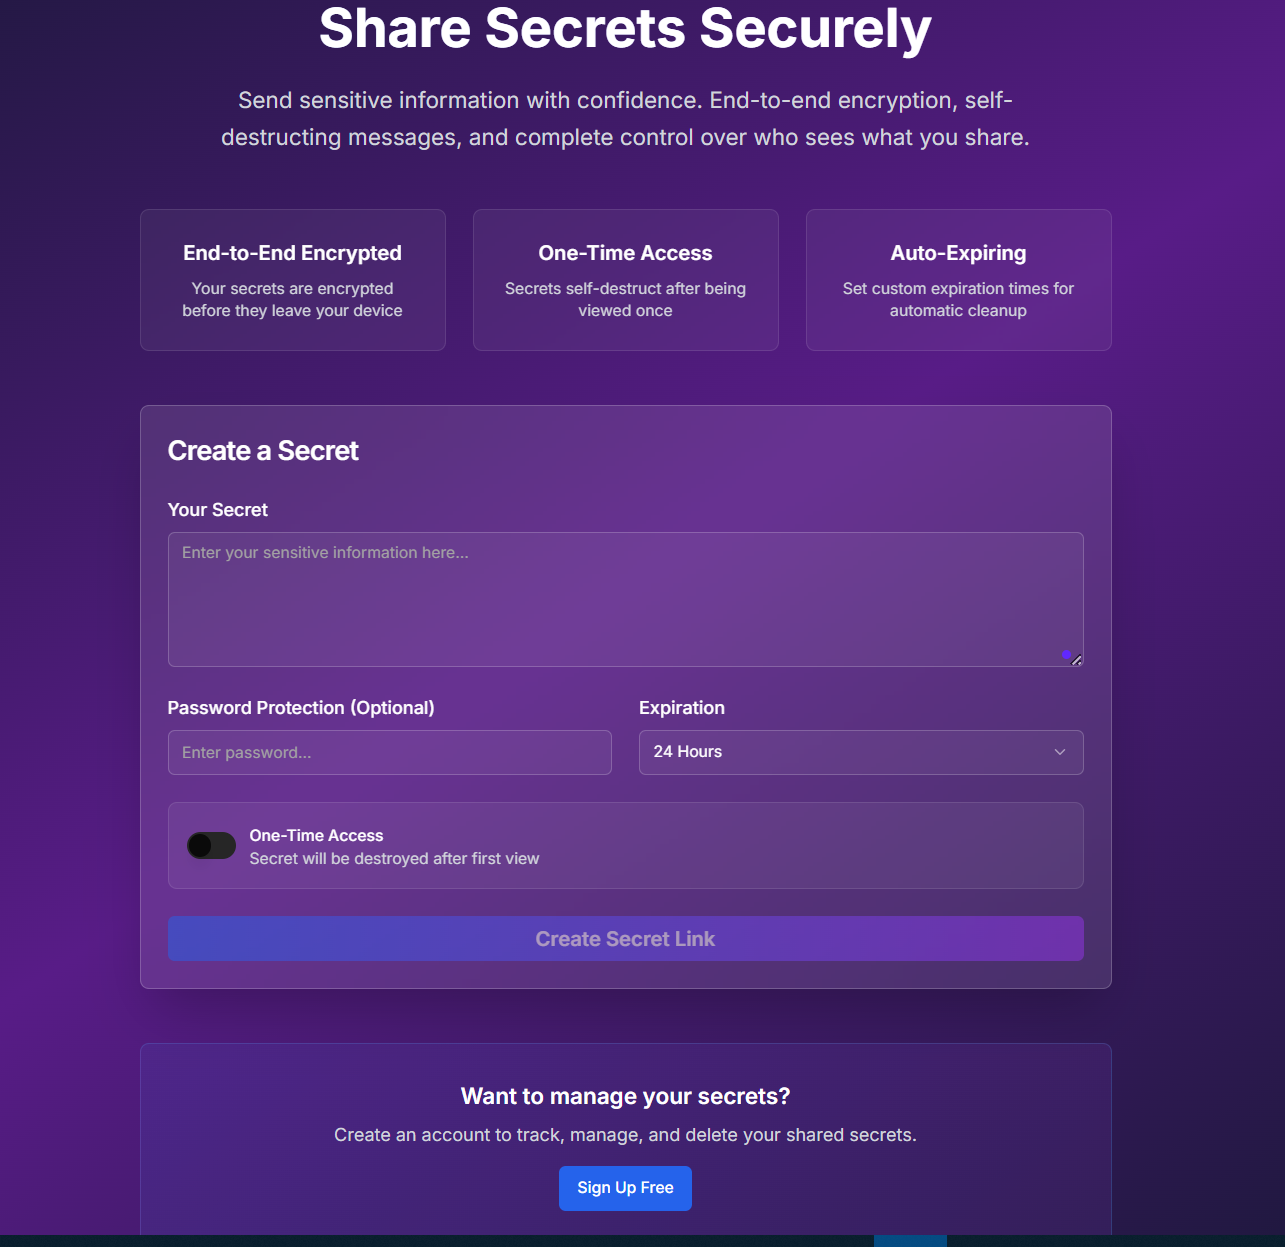 Share Secrets Securely
Send sensitive information with confidence. End-to-end encryption, self-
destructing messages, and complete control over who sees what you share.
End-to-End Encrypted
Your secrets are encrypted
before they leave your device
One-Time Access
Secrets self-destruct after being
viewed once
Auto-Expiring
Set custom expiration times for
automatic cleanup
Create a Secret
Your Secret
Enter your sensitive information here...
Password Protection (Optional)
Enter password...
Expiration
24 Hours
One-Time Access
Secret will be destroyed after first view
Create Secret Link
Want to manage your secrets?
Create an account to track, manage, and delete your shared secrets.
Sign Up Free